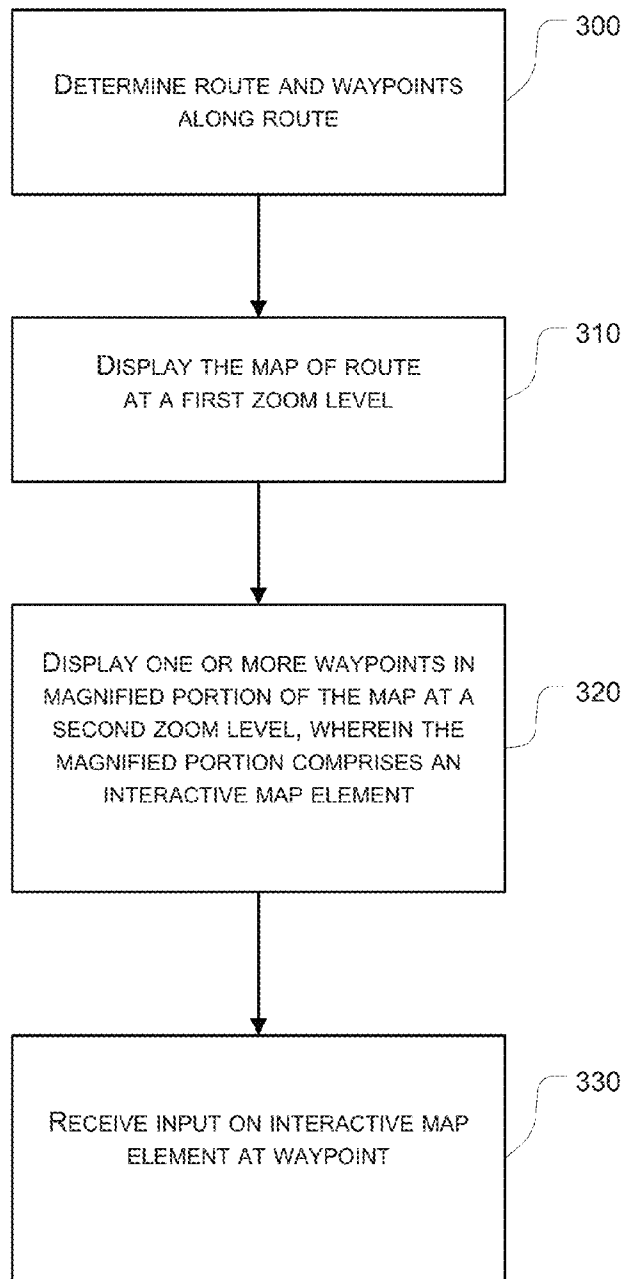 300
DETERMINE ROUTE AND WAYPOINTS
ALONG ROUTE
310
DISPLAY THE MAP OF ROUTE
AT A FIRST ZOOM LEVEL
320
DISPLAY ONE OR MORE WAYPOINTS IN
MAGNIFIED PORTION OF THE MAP AT A
SECOND ZOOM LEVEL, WHEREIN THE
MAGNIFIED PORTION COMPRISES AN
INTERACTIVE MAP ELEMENT
330
RECEIVE INPUT ON INTERACTIVE MAP
ELEMENT AT WAYPOINT